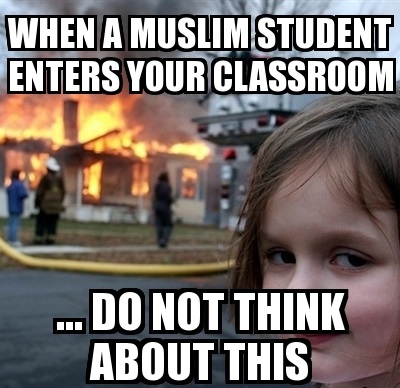 WHEN A MUSLIM STUDENT
ENTERS YOUR CLASSROOM
... DO NOT THINK
ABOUT THIS